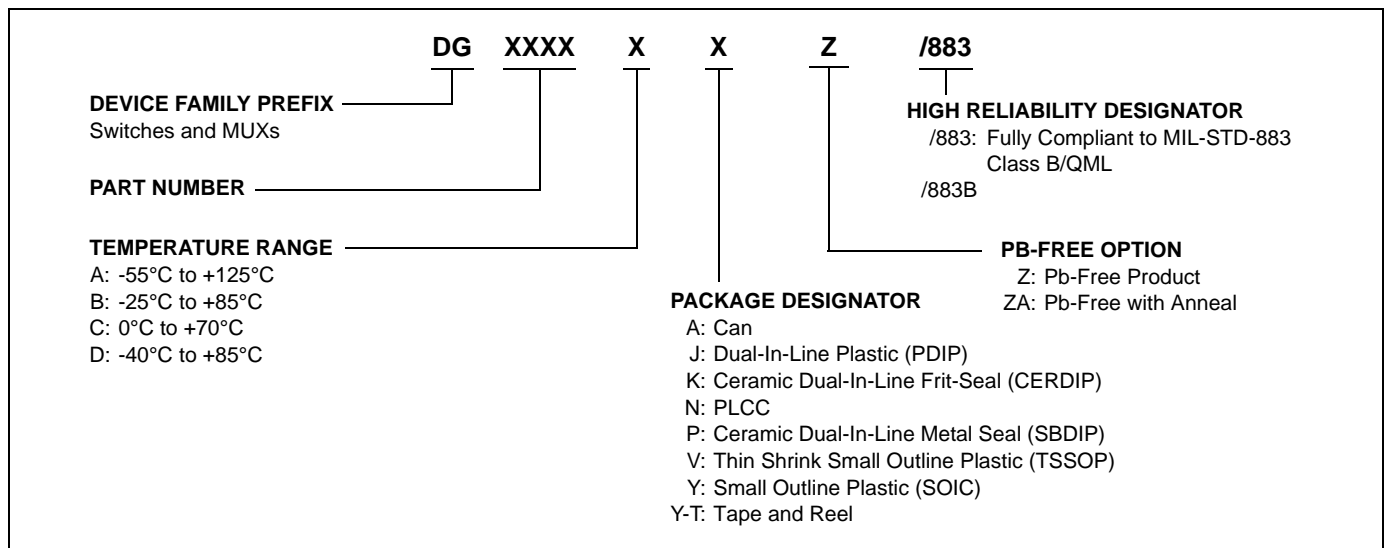 DG XXXX X X Z /883
DEVICE FAMILY PREFIX
Switches and MUXs
PART NUMBER
TEMPERATURE RANGE
A: -55°C to +125°C
B: -25°C to +85°C
C: 0°C to +70°C
D: -40°C to +85°C
PACKAGE DESIGNATOR
A: Can
J: Dual-In-Line Plastic (PDIP)
K: Ceramic Dual-In-Line Frit-Seal (CERDIP)
N: PLCC
P: Ceramic Dual-In-Line Metal Seal (SBDIP)
V: Thin Shrink Small Outline Plastic (TSSOP)
Y: Small Outline Plastic (SOIC)
Y-T: Tape and Reel
HIGH RELIABILITY DESIGNATOR
/883: Fully Compliant to MIL-STD-883
Class B/QML
/883B
PB-FREE OPTION
Z: Pb-Free Product
ZA: Pb-Free with Anneal